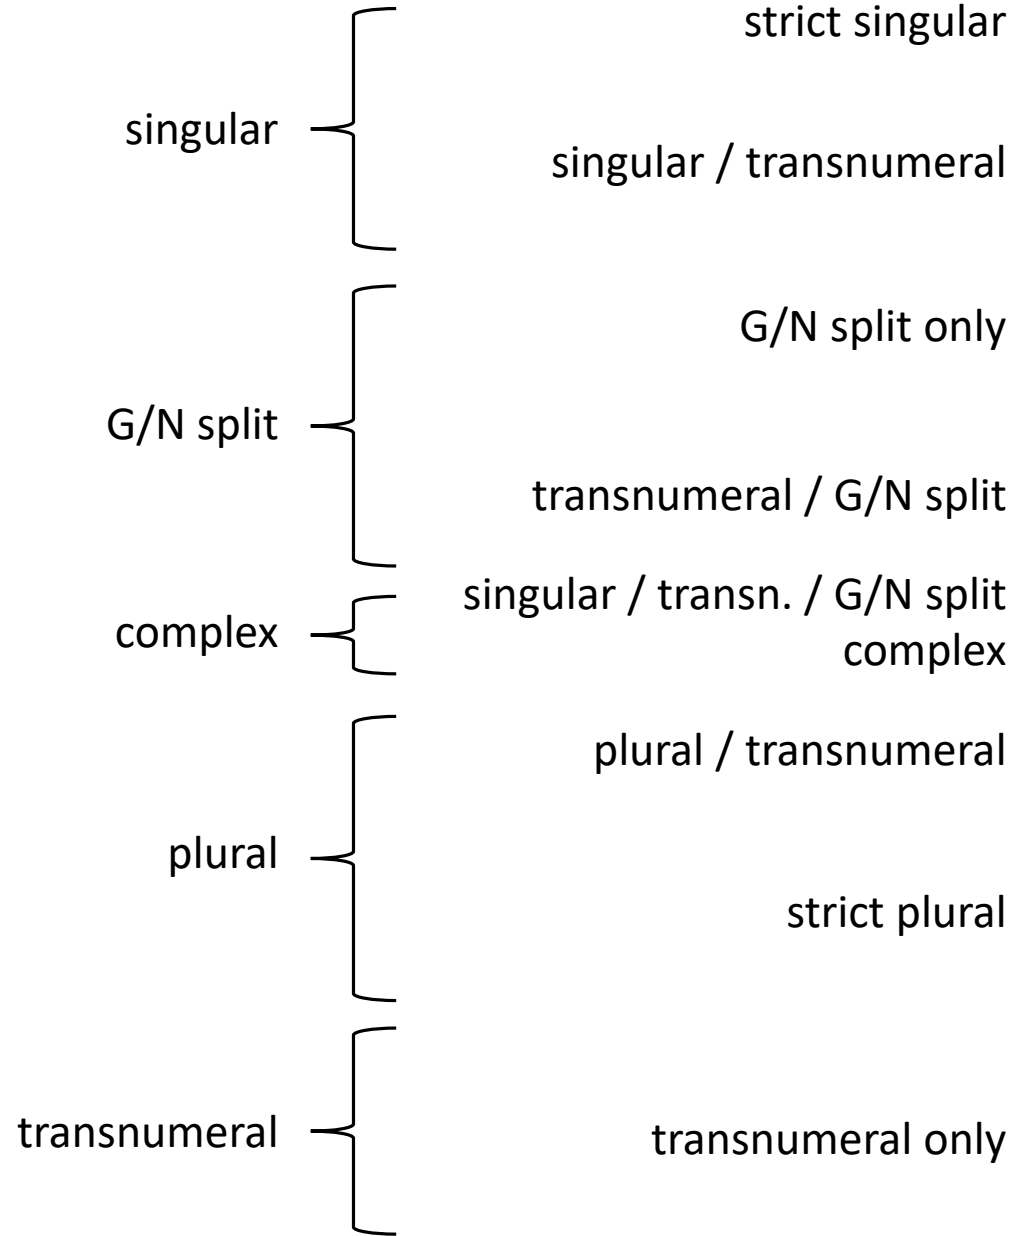 singular
strict singular
singular / transnumeral
G/N split
G/N split only
transnumeral / G/N split
complex
singular / transn. / G/N split
complex
plural
plural / transnumeral
strict plural
transnumeral
transnumeral only